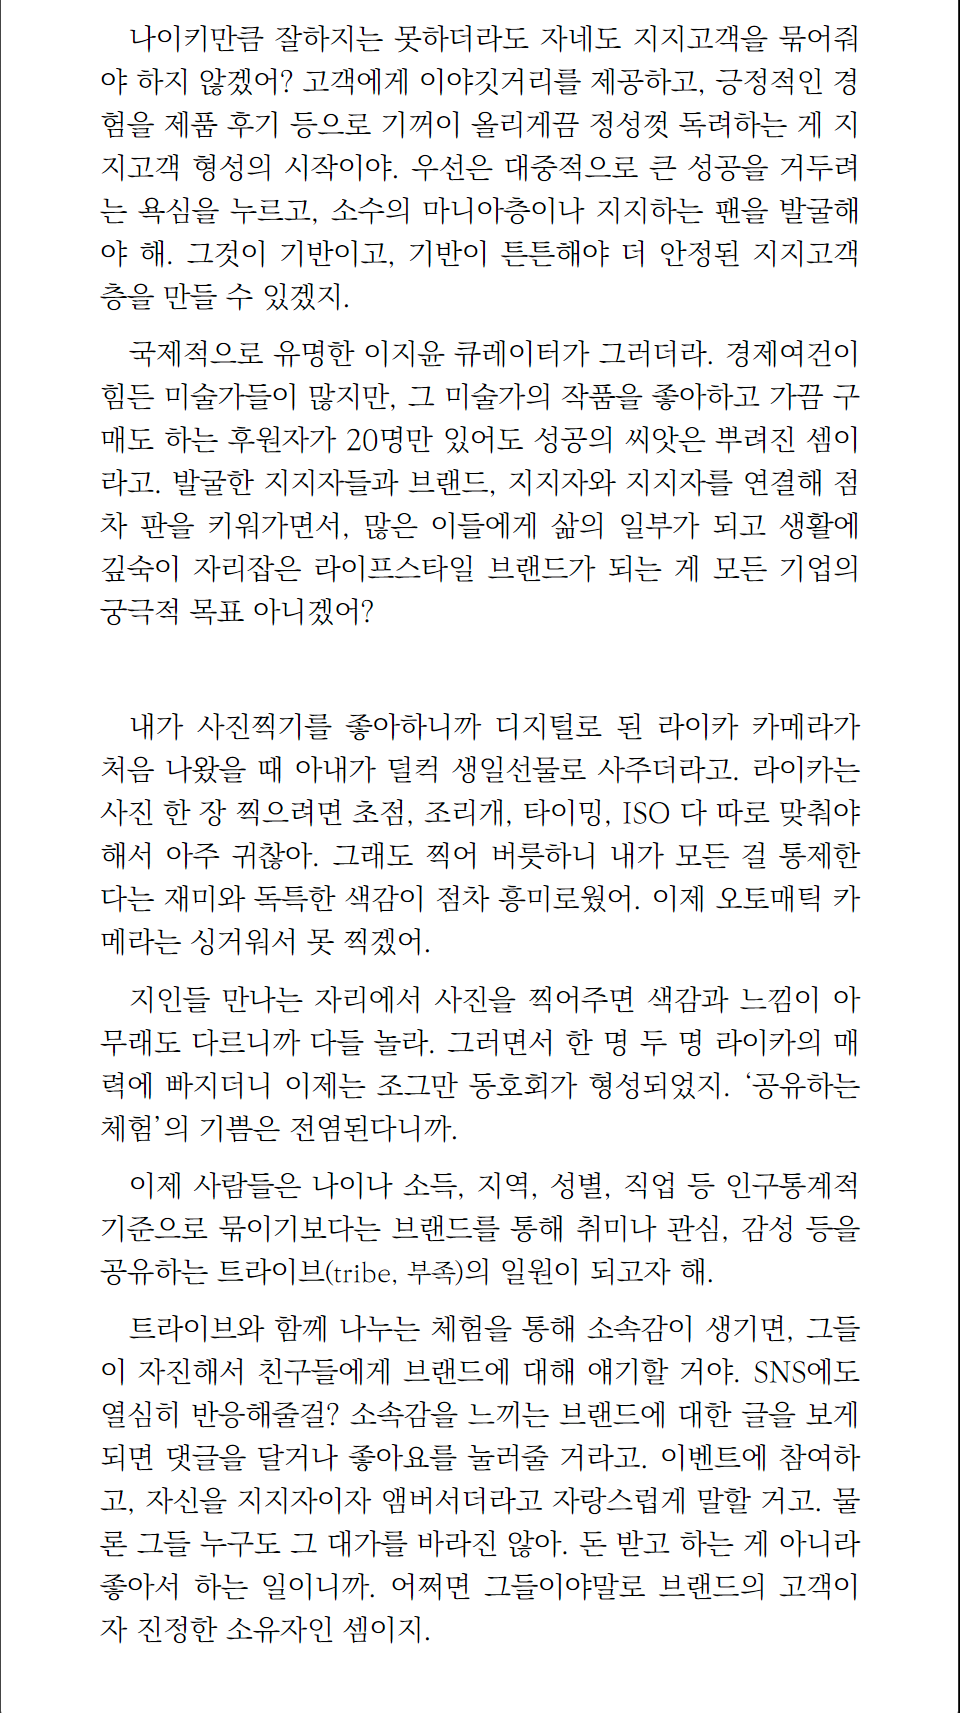 나이키만큼 잘하지는 못하더라도 자네도 지지고객을 묶어줘
야 하지 않겠어? 고객에게 이야깃거리를 제공하고, 긍정적인 경
험을 제품 후기 등으로 기꺼이 올리게끔 정성껏 독려하는 게 지
지고객 형성의 시작이야. 우선은 대중적으로 큰 성공을 거두려
는 욕심을 누르고, 소수의 마니아층이나 지지하는 팬을 발굴해
야 해. 그것이 기반이고, 기반이 튼튼해야 더 안정된 지지고객
층을 만들 수 있겠지.
국제적으로 유명한 이지윤 큐레이터가 그러더라. 경제여건이
힘든 미술가들이 많지만, 그 미술가의 작품을 좋아하고 가끔 구
매도 하는 후원자가 20명만 있어도 성공의 씨앗은 뿌려진 셈이
라고. 발굴한 지지자들과 브랜드, 지지자와 지지자를 연결해 점
차 판을 키워가면서, 많은 이들에게 삶의 일부가 되고 생활에
깊숙이 자리잡은 라이프스타일 브랜드가 되는 게 모든 기업의
궁극적 목표 아니겠어?
내가 사진찍기를 좋아하니까 디지털로 된 라이카 카메라가
처음 나왔을 때 아내가 덜컥 생일선물로 사주더라고. 라이카는
사진 한 장 찍으려면 초점, 조리개, 타이밍, ISO 다 따로 맞춰야
해서 아주 귀찮아. 그래도 찍어 버릇하니 내가 모든 걸 통제한
다는 재미와 독특한 색감이 점차 흥미로웠어. 이제 오토매틱 카
메라는 싱거워서 못 찍겠어.
지인들 만나는 자리에서 사진을 찍어주면 색감과 느낌이 아
무래도 다르니까 다들 놀라. 그러면서 한 명 두 명 라이카의 매
력에 빠지더니 이제는 조그만 동호회가 형성되었지. ‘공유하는
체험’의 기쁨은 전염된다니까.
이제 사람들은 나이나 소득, 지역, 성별, 직업 등 인구통계적
기준으로 묶이기보다는 브랜드를 통해 취미나 관심, 감성 등을
공유하는 트라이브(tribe, 부족)의 일원이 되고자 해.
트라이브와 함께 나누는 체험을 통해 소속감이 생기면, 그들
이 자진해서 친구들에게 브랜드에 대해 얘기할 거야. SNS에도
열심히 반응해줄걸? 소속감을 느끼는 브랜드에 대한 글을 보게
되면 댓글을 달거나 좋아요를 눌러줄 거라고. 이벤트에 참여하
고, 자신을 지지자이자 앰버서더라고 자랑스럽게 말할 거고. 물
론 그들 누구도 그 대가를 바라진 않아. 돈 받고 하는 게 아니라
좋아서 하는 일이니까. 어쩌면 그들이야말로 브랜드의 고객이
자 진정한 소유자인 셈이지.